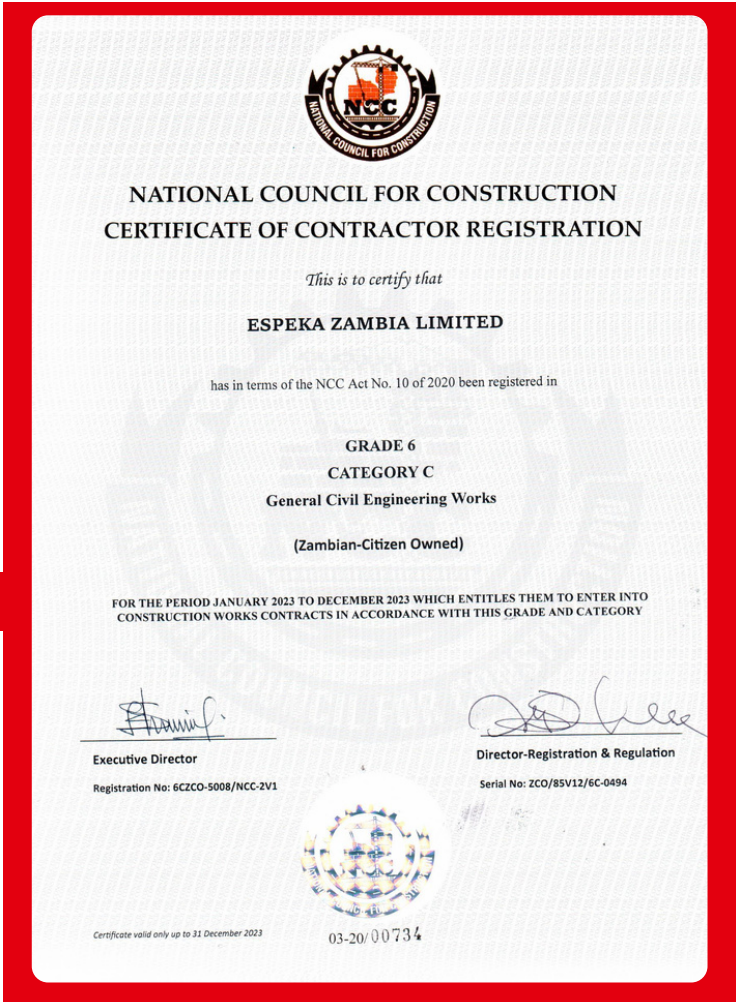 NCC
NATIONAL COUNCIL FOR CONSTRUCTION
NATIONAL COUNCIL FOR CONSTRUCTION
CERTIFICATE OF CONTRACTOR REGISTRATION
This is to certify that
ESPEKA ZAMBIA LIMITED
has in terms of the NCC Act No. 10 of 2020 been registered in
GRADE 6
CATEGORY C
General Civil Engineering Works
(Zambian-Citizen Owned)
FOR THE PERIOD JANUARY 2023 TO DECEMBER 2023 WHICH ENTITLES THEM TO ENTER INTO
CONSTRUCTION WORKS CONTRACTS IN ACCORDANCE WITH THIS GRADE AND CATEGORY
Executive Director
Director-Registration & Regulation
Registration No: 6CZCO-5008/NCC-2V1
Serial No: ZCO/85V12/6C-0494
Certificate valid only up to 31 December 2023
03-20/00734